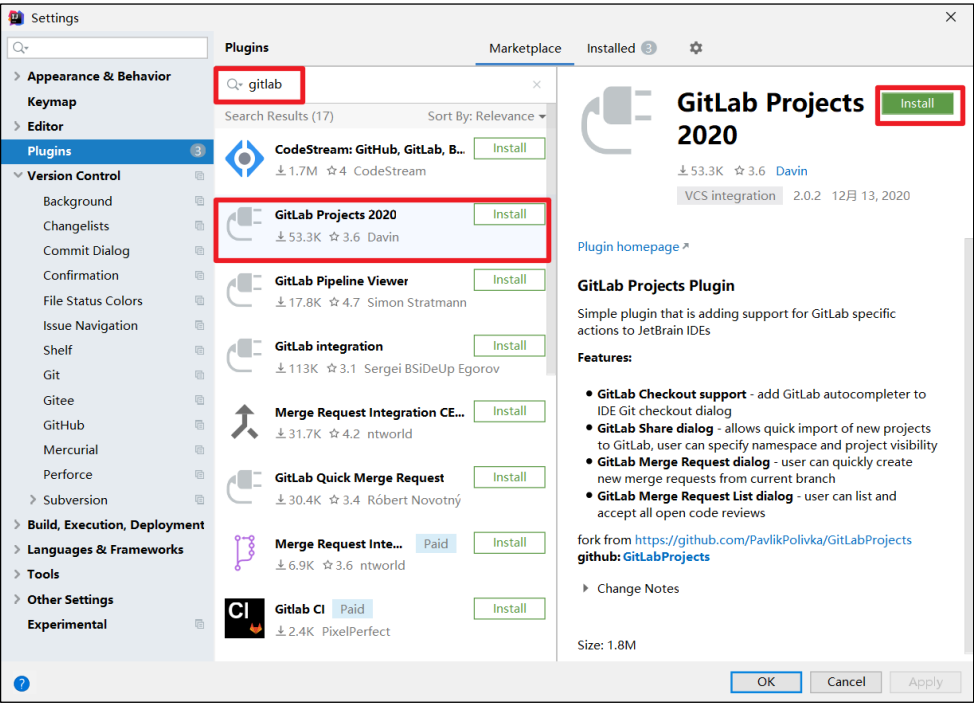 Settings
Plugins
Marketplace
Installed 3
Appearance & Behavior
Keymap
Editor
Plugins 3
Version Control
Background
Changelists
Commit Dialog
Confirmation
File Status Colors
Issue Navigation
Shelf
Git
Gitee
GitHub
Mercurial
Perforce
Subversion
Build, Execution, Deployment
Languages & Frameworks
Tools
Other Settings
Experimental
gitlab
Search Results (17) Sort By: Relevance
CodeStream: GitHub, GitLab, B... Install
1.7M 4 CodeStream
GitLab Projects 2020 Install
53.3K 3.6 Davin
GitLab Pipeline Viewer Install
17.8K 4.7 Simon Stratmann
GitLab integration Install
113K 3.1 Sergei BSiDeUp Egorov
Merge Request Integration CE... Install
31.7K 4.2 ntworld
GitLab Quick Merge Request Install
30.4K 3.4 Róbert Novotný
Merge Request Inte... Paid Install
6.9K 3.6 ntworld
CI
Gitlab CI Paid Install
2.4K PixelPerfect
GitLab Projects
2020
Install
53.3K 3.6 Davin
VCS integration 2.0.2 12月 13, 2020
Plugin homepage
GitLab Projects Plugin
Simple plugin that is adding support for GitLab specific
actions to JetBrain IDEs
Features:
GitLab Checkout support - add GitLab autocompleter to
IDE Git checkout dialog
GitLab Share dialog - allows quick import of new projects
to GitLab, user can specify namespace and project visibility
GitLab Merge Request dialog - user can quickly create
new merge requests from current branch
GitLab Merge Request List dialog - user can list and
accept all open code reviews
fork from https://github.com/PavlikPolivka/GitLabProjects
github: GitLabProjects
Change Notes
Size: 1.8M
?
OK Cancel Apply